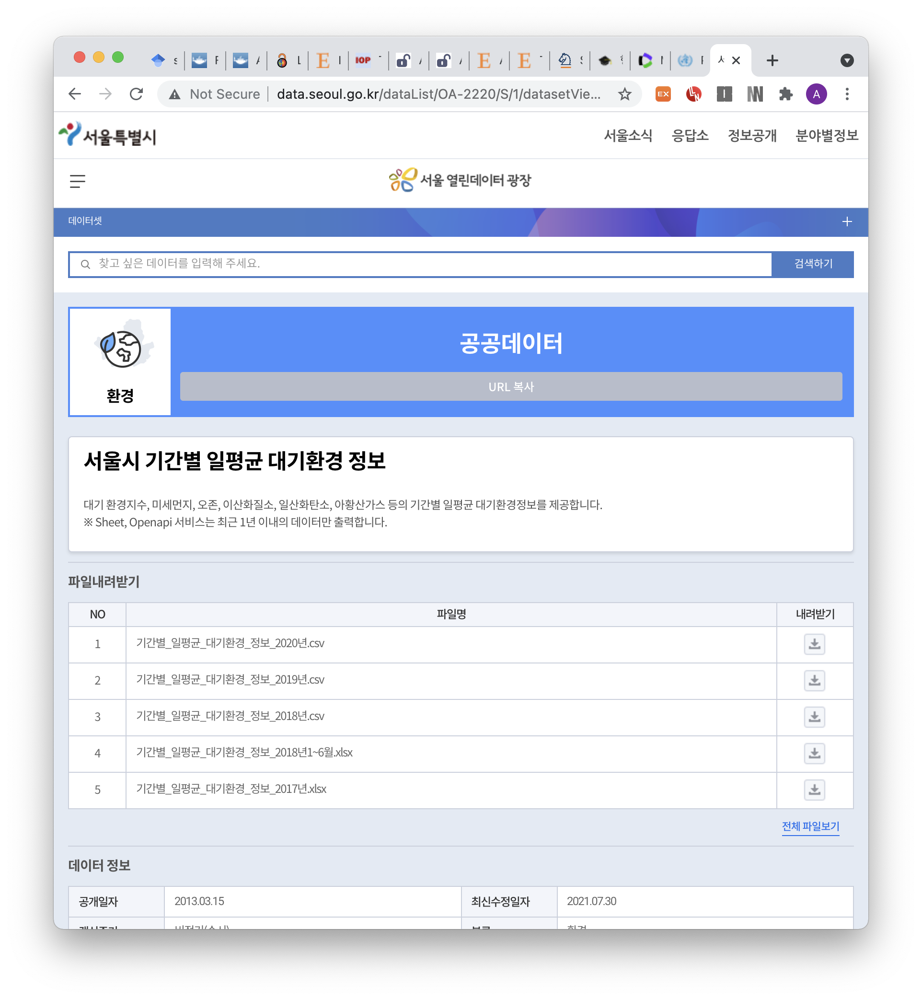 IOP
Not Secure data.seoul.go.kr/dataList/OA-2220/S/1/datasetVie...
EX
A
서울특별시
서울소식 응답소 정보공개 분야별정보
서울 열린데이터 광장
데이터셋
찾고 싶은 데이터를 입력해 주세요.
검색하기
환경
공공데이터
URL 복사
서울시 기간별 일평균 대기환경 정보
대기 환경지수, 미세먼지, 오존, 이산화질소, 일산화탄소, 아황산가스 등의 기간별 일평균 대기환경정보를 제공합니다.
※ Sheet, Openapi 서비스는 최근 1년 이내의 데이터만 출력합니다.
파일내려받기
NO 파일명 내려받기
1 기간별_일평균_대기환경_정보_2020년.csv
2 기간별_일평균_대기환경_정보_2019년.csv
3 기간별_일평균_대기환경_정보_2018년.csv
4 기간별_일평균_대기환경_정보_2018년1~6월.xlsx
5 기간별_일평균_대기환경_정보_2017년.xlsx
전체 파일보기
데이터 정보
공개일자 2013.03.15 최신수정일자 2021.07.30